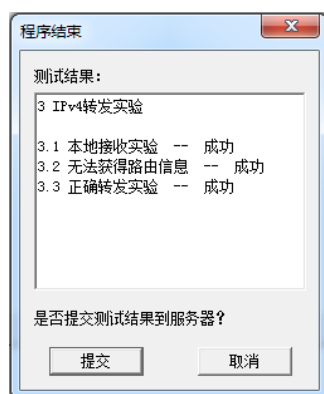 程序结束
测试结果：
3 IPv4转发实验
3.1 本地接收实验 -- 成功
3.2 无法获得路由信息 -- 成功
3.3 正确转发实验 -- 成功
是否提交测试结果到服务器？
提交
取消